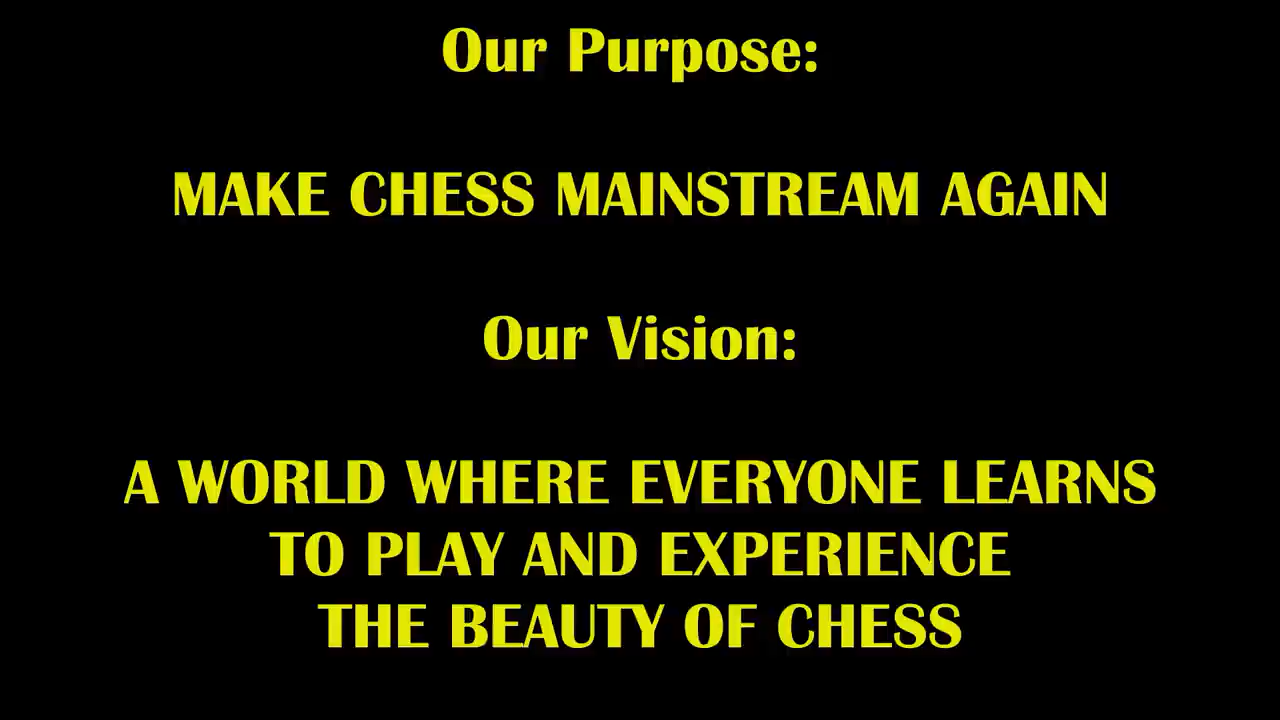 Our Purpose:
MAKE CHESS MAINSTREAM AGAIN
Our Vision:
A WORLD WHERE EVERYONE LEARNS
TO PLAY AND EXPERIENCE
THE BEAUTY OF CHESS